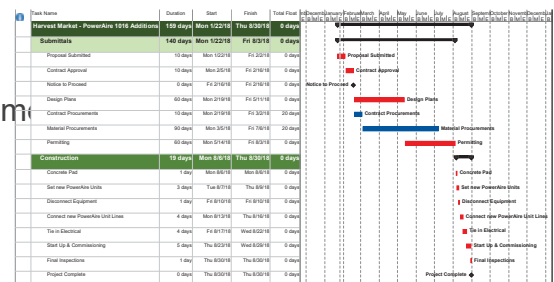 Task Name Duration Start Finish Total Float
Harvest Market - PowerAire 1016 Additions 159 days Mon 1/22/18 Thu 8/30/18 0 days
Submittals 140 days Mon 1/22/18 Fri 8/3/18 0 days
Proposal Submitted 10 days Mon 1/22/18 Fri 2/2/18 0 days Proposal Submitted
Contract Approval 10 days Mon 2/5/18 Fri 2/16/18 0 days Contract Approval
Notice to Proceed 0 days Fri 2/16/18 Fri 2/16/18 0 days Notice to Proceed
Design Plans 60 days Mon 2/19/18 Fri 5/11/18 0 days Design Plans
Contract Procurements 10 days Mon 2/19/18 Fri 3/2/18 20 days Contract Procurements
Material Procurements 90 days Mon 3/5/18 Fri 7/6/18 20 days Material Procurements
Permitting 60 days Mon 5/14/18 Fri 8/3/18 0 days Permitting
Construction 19 days Mon 8/6/18 Thu 8/30/18 0 days
Concrete Pad 1 day Mon 8/6/18 Mon 8/6/18 0 days Concrete Pad
Set new PowerAire Units 3 days Tue 8/7/18 Thu 8/9/18 0 days Set new PowerAire Units
Disconnect Equipment 1 day Fri 8/10/18 Fri 8/10/18 0 days Disconnect Equipment
Connect new PowerAire Unit Lines 4 days Mon 8/13/18 Thu 8/16/18 0 days Connect new PowerAire Unit Lines
Tie in Electrical 4 days Fri 8/17/18 Wed 8/22/18 0 days Tie in Electrical
Start Up & Commissioning 5 days Thu 8/23/18 Wed 8/29/18 0 days Start Up & Commissioning
Final Inspections 1 day Thu 8/30/18 Thu 8/30/18 0 days Final Inspections
Project Complete 0 days Thu 8/30/18 Thu 8/30/18 0 days Project Complete